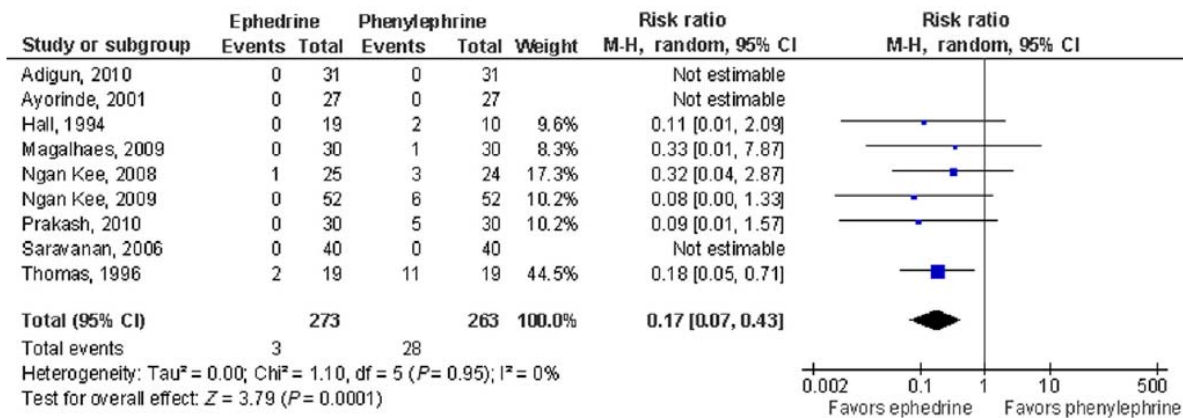 Ephedrine Phenylephrine Risk ratio Risk ratio
Study or subgroup Events Total Events Total Weight M-H, random, 95% CI M-H, random, 95% CI
Adigun, 2010 0 31 0 31 Not estimable
Ayorinde, 2001 0 27 0 27 Not estimable
Hall, 1994 0 19 2 10 9.6% 0.11 [0.01, 2.09]
Magalhaes, 2009 0 30 1 30 8.3% 0.33 [0.01, 7.87]
Ngan Kee, 2008 1 25 3 24 17.3% 0.32 [0.04, 2.87]
Ngan Kee, 2009 0 52 6 52 10.2% 0.08 [0.00, 1.33]
Prakash, 2010 0 30 5 30 10.2% 0.09 [0.01, 1.57]
Saravanan, 2006 0 40 0 40 Not estimable
Thomas, 1996 2 19 11 19 44.5% 0.18 [0.05, 0.71]
Total (95% CI) 273 263 100.0% 0.17 [0.07, 0.43]
Total events 3 28
Heterogeneity: Tau² = 0.00; Chi² = 1.10, df = 5 (P = 0.95); I² = 0%
Test for overall effect: Z = 3.79 (P = 0.0001)
0.002 0.1 1 10 500
Favors ephedrine Favors phenylephrine